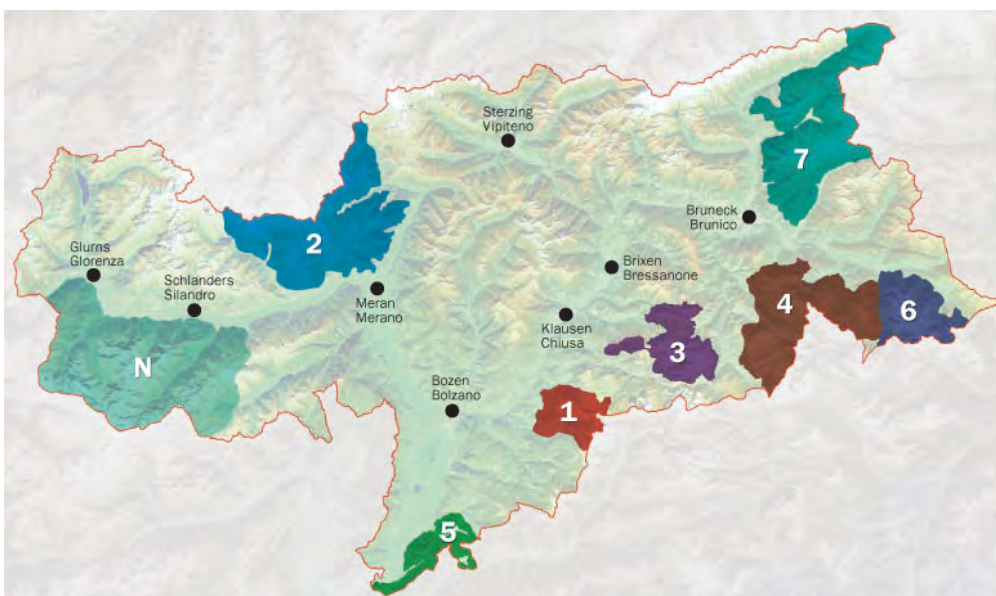 Sterzing
Vipiteno
7
Bruneck
Brunico
2
Glurns
Glorenza
Schlanders
Silandro
Brixen
Bressanone
Meran
Merano
4
6
Klausen
Chiusa
3
N
Bozen
Bolzano
1
5